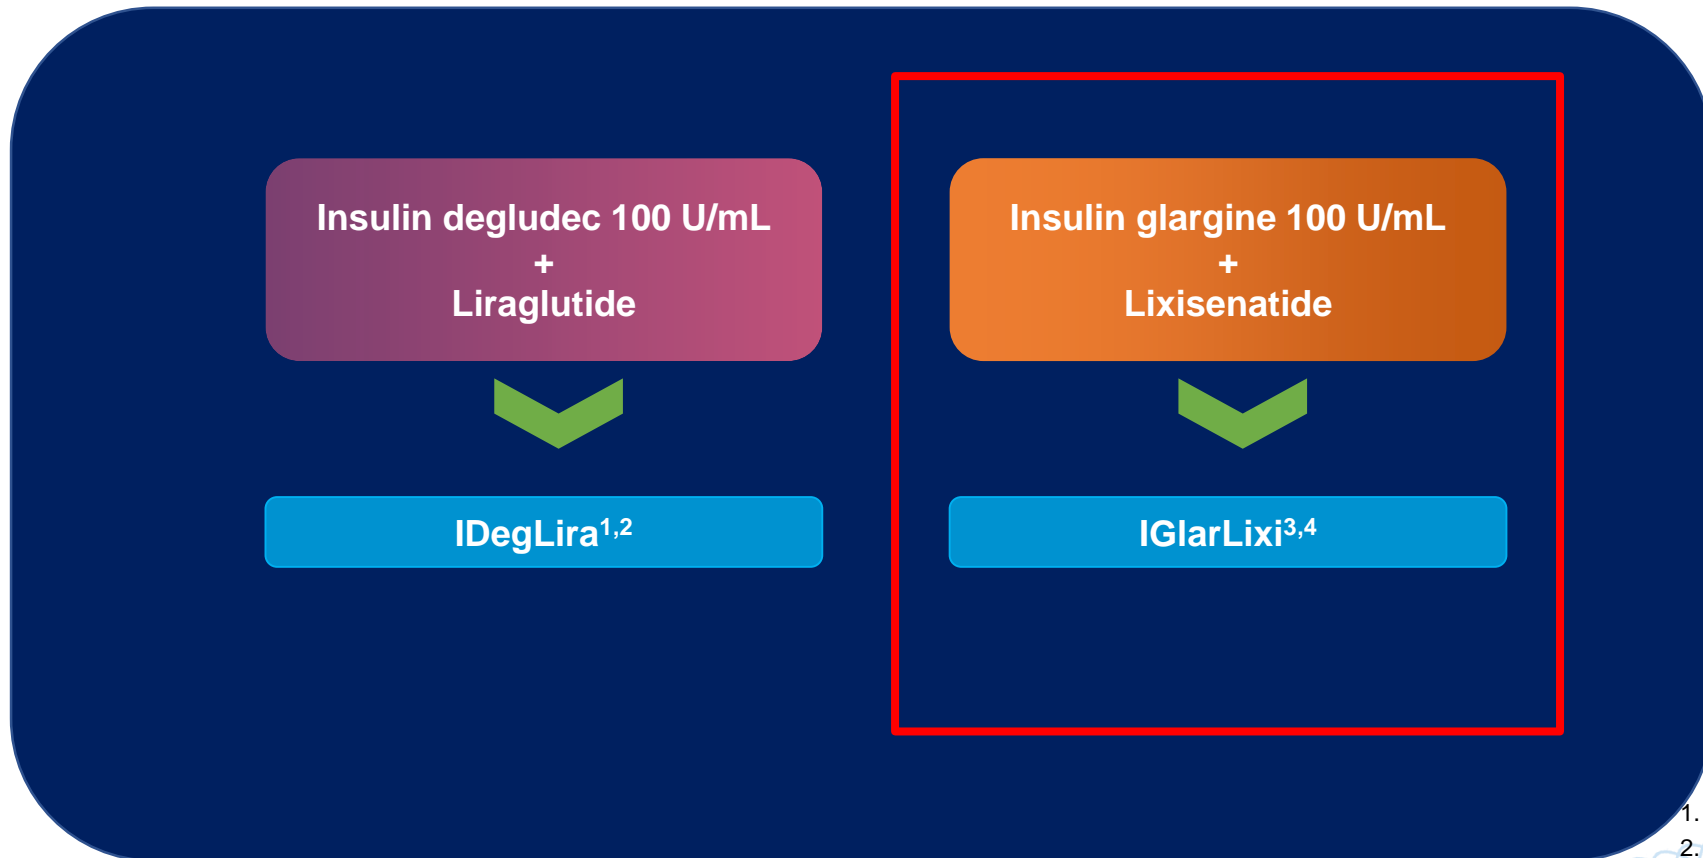 Insulin degludec 100 U/mL
+
Liraglutide
IDegLira1,2
Insulin glargine 100 U/mL
+
Lixisenatide
IGlarLixi3,4
1.
2.